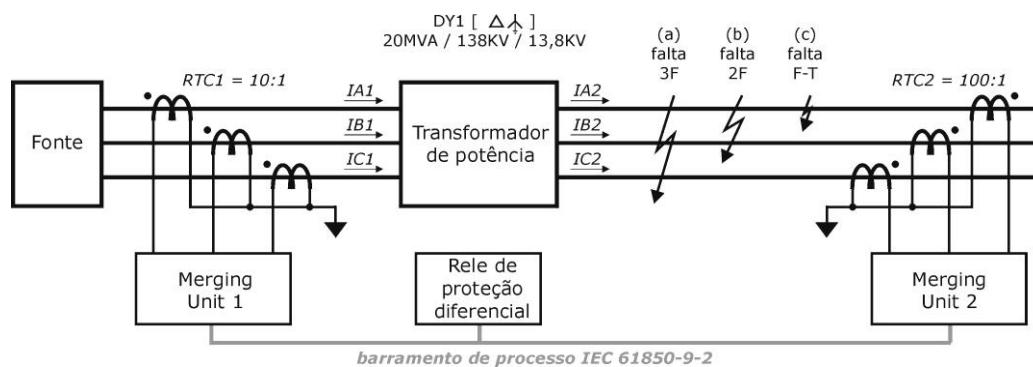 DY1 [ ]
20MVA / 138KV / 13,8KV
(a)
falta
3F
(b)
falta
2F
(c)
falta
F-T
RTC1 = 10:1
RTC2 = 100:1
IA1
IB1
IC1
IA2
IB2
IC2
Fonte
Transformador
de potência
Merging
Unit 1
Rele de
proteção
diferencial
Merging
Unit 2
barramento de processo IEC 61850-9-2